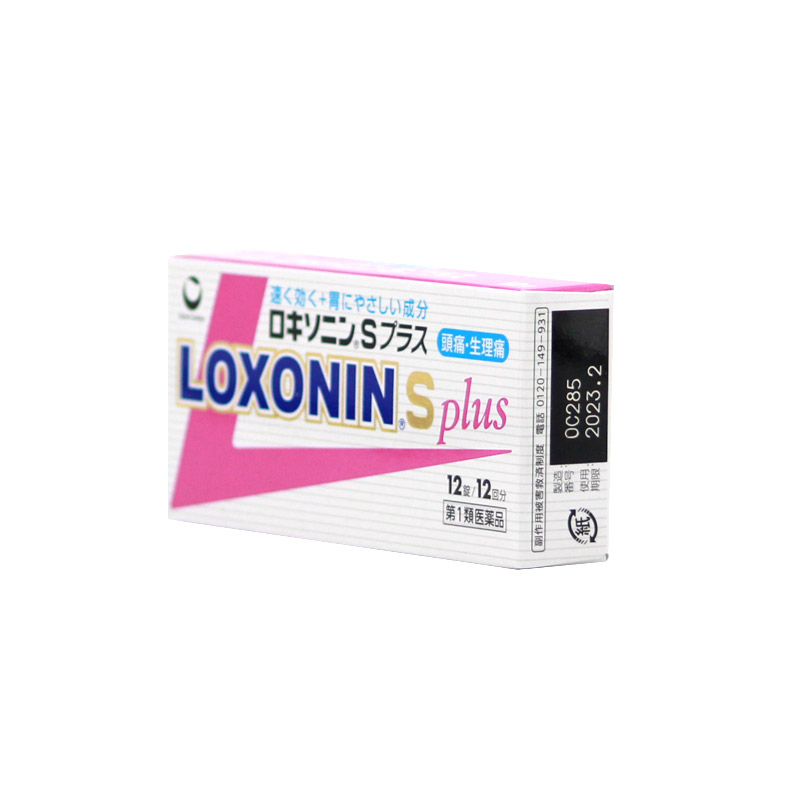 速く効く+胃にやさしい成分
ロキソニン®Sプラス
頭痛・生理痛
LOXONIN®S plus
12錠/12回分
第1類医薬品
副作用被害救済制度 電話 0120-149-931
製造番号:
0C285
使用期限:
2023.2
紙